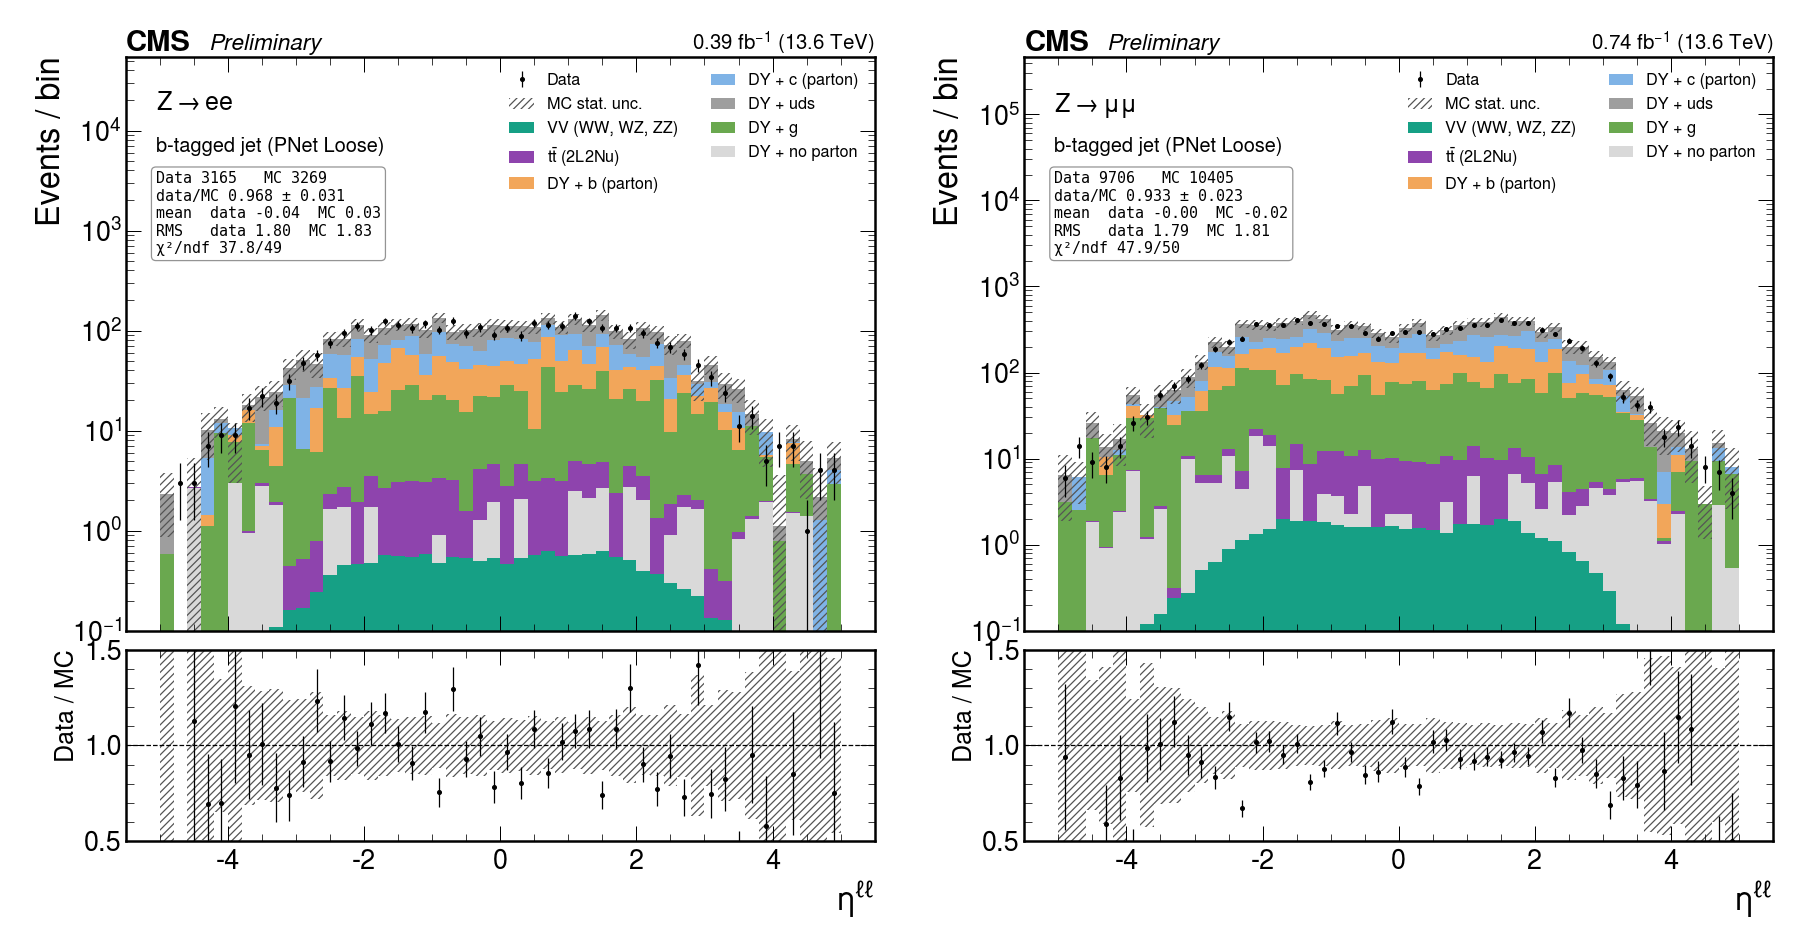 CMS Preliminary 0.39 fb⁻¹ (13.6 TeV)
Events / bin
Z → ee
b-tagged jet (PNet Loose)
Data 3165 MC 3269
data/MC 0.968 ± 0.031
mean data -0.04 MC 0.03
RMS data 1.80 MC 1.83
χ²/ndf 37.8/49
Data
MC stat. unc.
VV (WW, WZ, ZZ)
tt̄ (2L2Nu)
DY + b (parton)
DY + c (parton)
DY + uds
DY + g
DY + no parton
10⁴
10³
10²
10¹
10⁰
10⁻¹
Data / MC
1.5
1.0
0.5
-4 -2 0 2 4
η^ℓℓ
CMS Preliminary 0.74 fb⁻¹ (13.6 TeV)
Events / bin
Z → μμ
b-tagged jet (PNet Loose)
Data 9706 MC 10405
data/MC 0.933 ± 0.023
mean data -0.00 MC -0.02
RMS data 1.79 MC 1.81
χ²/ndf 47.9/50
Data
MC stat. unc.
VV (WW, WZ, ZZ)
tt̄ (2L2Nu)
DY + b (parton)
DY + c (parton)
DY + uds
DY + g
DY + no parton
10⁵
10⁴
10³
10²
10¹
10⁰
10⁻¹
Data / MC
1.5
1.0
0.5
-4 -2 0 2 4
η^ℓℓ